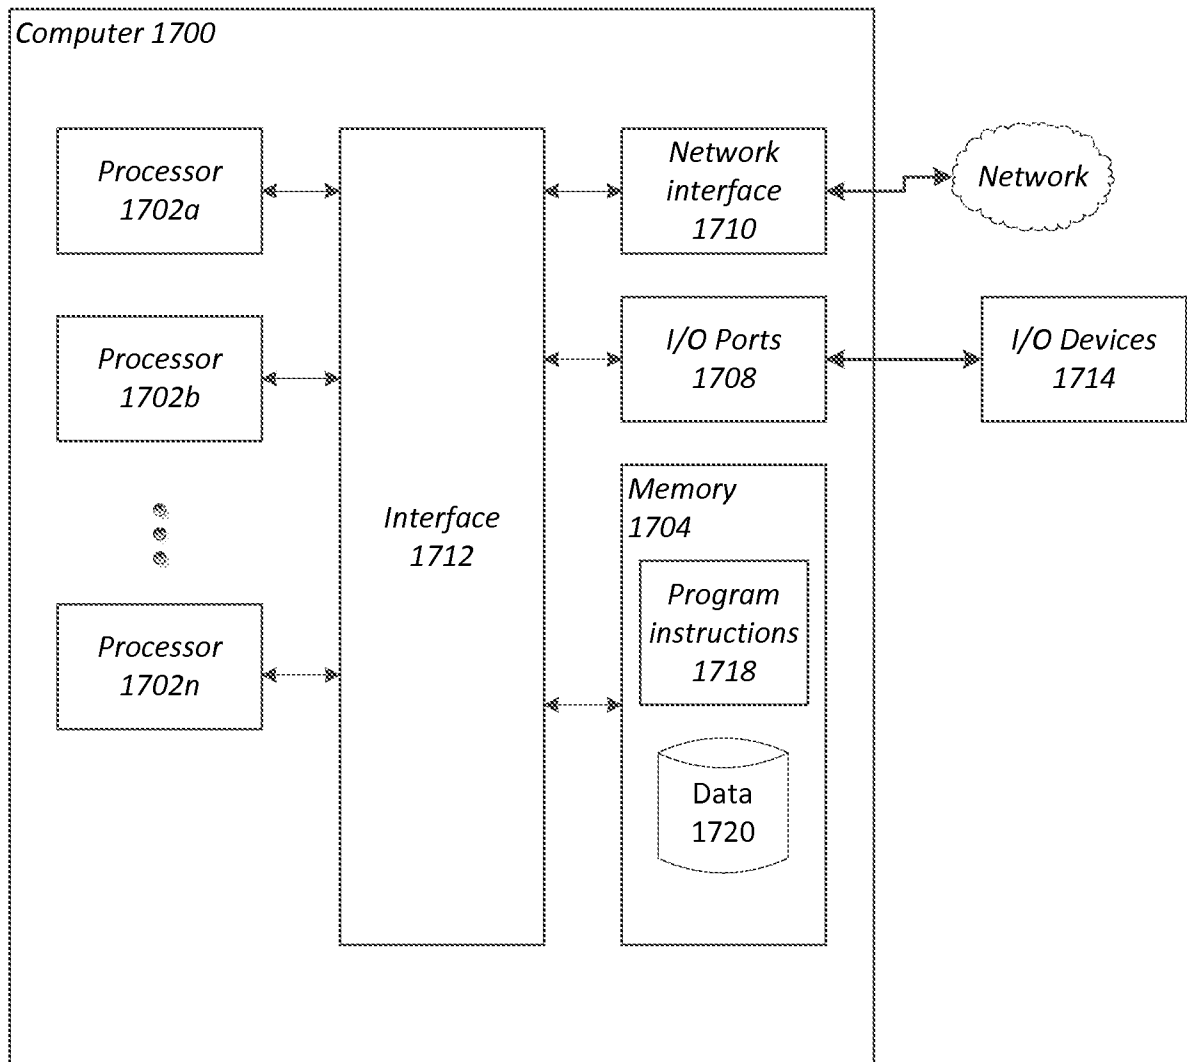 Computer 1700
Processor
1702a
Network
interface
1710
Network
Processor
1702b
I/O Ports
1708
I/O Devices
1714
Interface
1712
Memory
1704
Program
instructions
1718
Processor
1702n
Data
1720